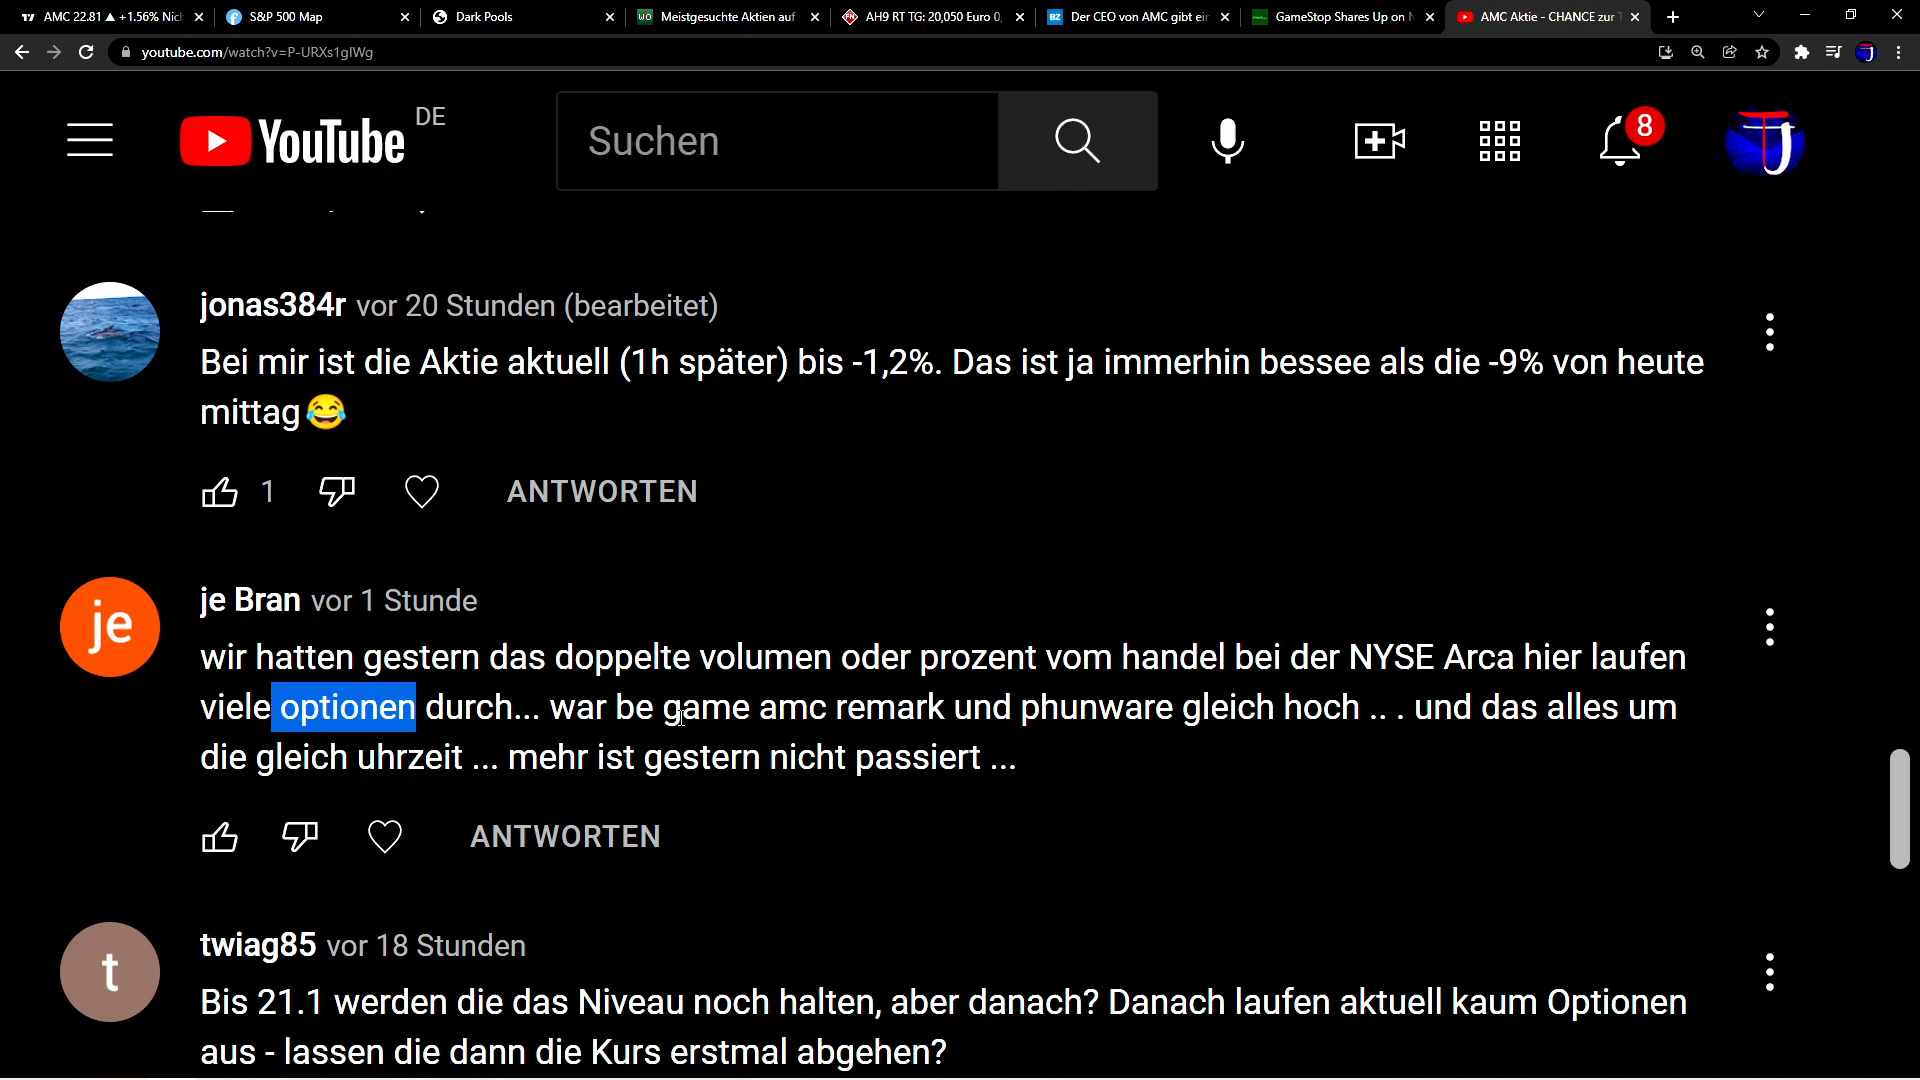 AMC 22.81 ▲ +1.56% Nic
S&P 500 Map
Dark Pools
WO Meistgesuchte Aktien auf
FN AH9 RT TG: 20,050 Euro 0,
BZ Der CEO von AMC gibt ei
GameStop Shares Up on N
AMC Aktie - CHANCE zur
youtube.com/watch?v=P-URXs1glWg
YouTube DE
Suchen
8
TJ
jonas384r vor 20 Stunden (bearbeitet)
Bei mir ist die Aktie aktuell (1h später) bis -1,2%. Das ist ja immerhin bessee als die -9% von heute
mittag😂
1 ANTWORTEN
je
je Bran vor 1 Stunde
wir hatten gestern das doppelte volumen oder prozent vom handel bei der NYSE Arca hier laufen
viele optionen durch... war be game amc remark und phunware gleich hoch .. . und das alles um
die gleich uhrzeit ... mehr ist gestern nicht passiert ...
ANTWORTEN
t
twiag85 vor 18 Stunden
Bis 21.1 werden die das Niveau noch halten, aber danach? Danach laufen aktuell kaum Optionen
aus - lassen die dann die Kurs erstmal abgehen?